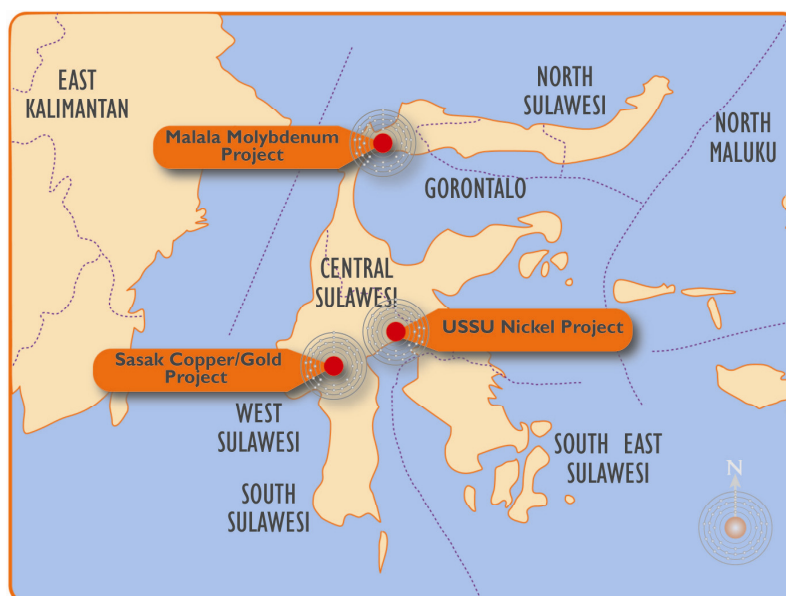 EAST
KALIMANTAN
NORTH
SULAWESI
NORTH
MALUKU
Malala Molybdenum
Project
GORONTALO
CENTRAL
SULAWESI
USSU Nickel Project
Sasak Copper/Gold
Project
WEST
SULAWESI
SOUTH EAST
SULAWESI
SOUTH
SULAWESI
N